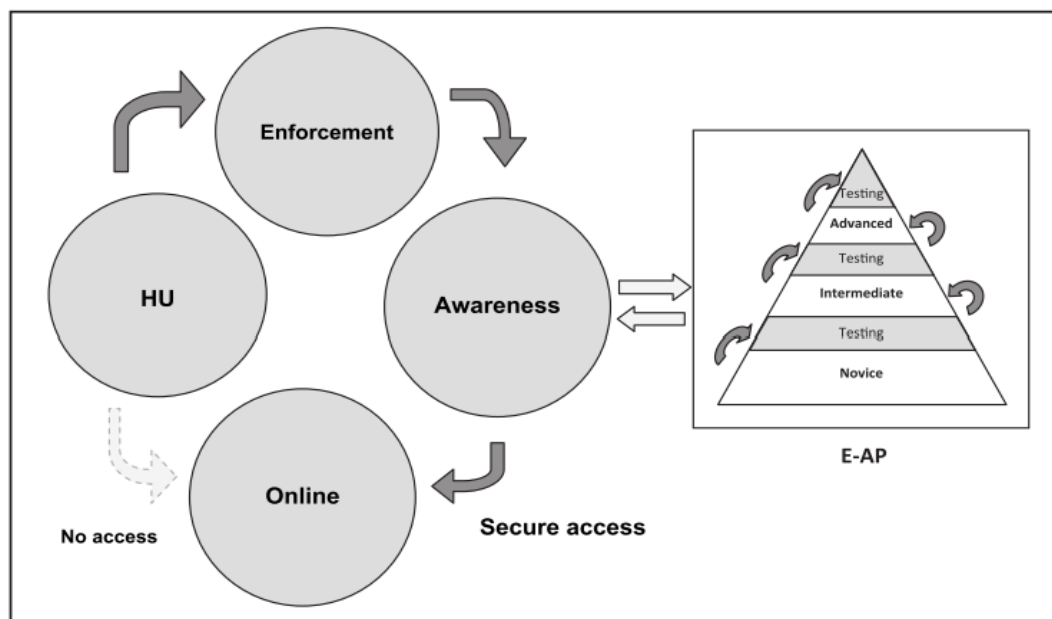 Enforcement
HU
Awareness
Online
No access
Secure access
Testing
Advanced
Testing
Intermediate
Testing
Novice
E-AP